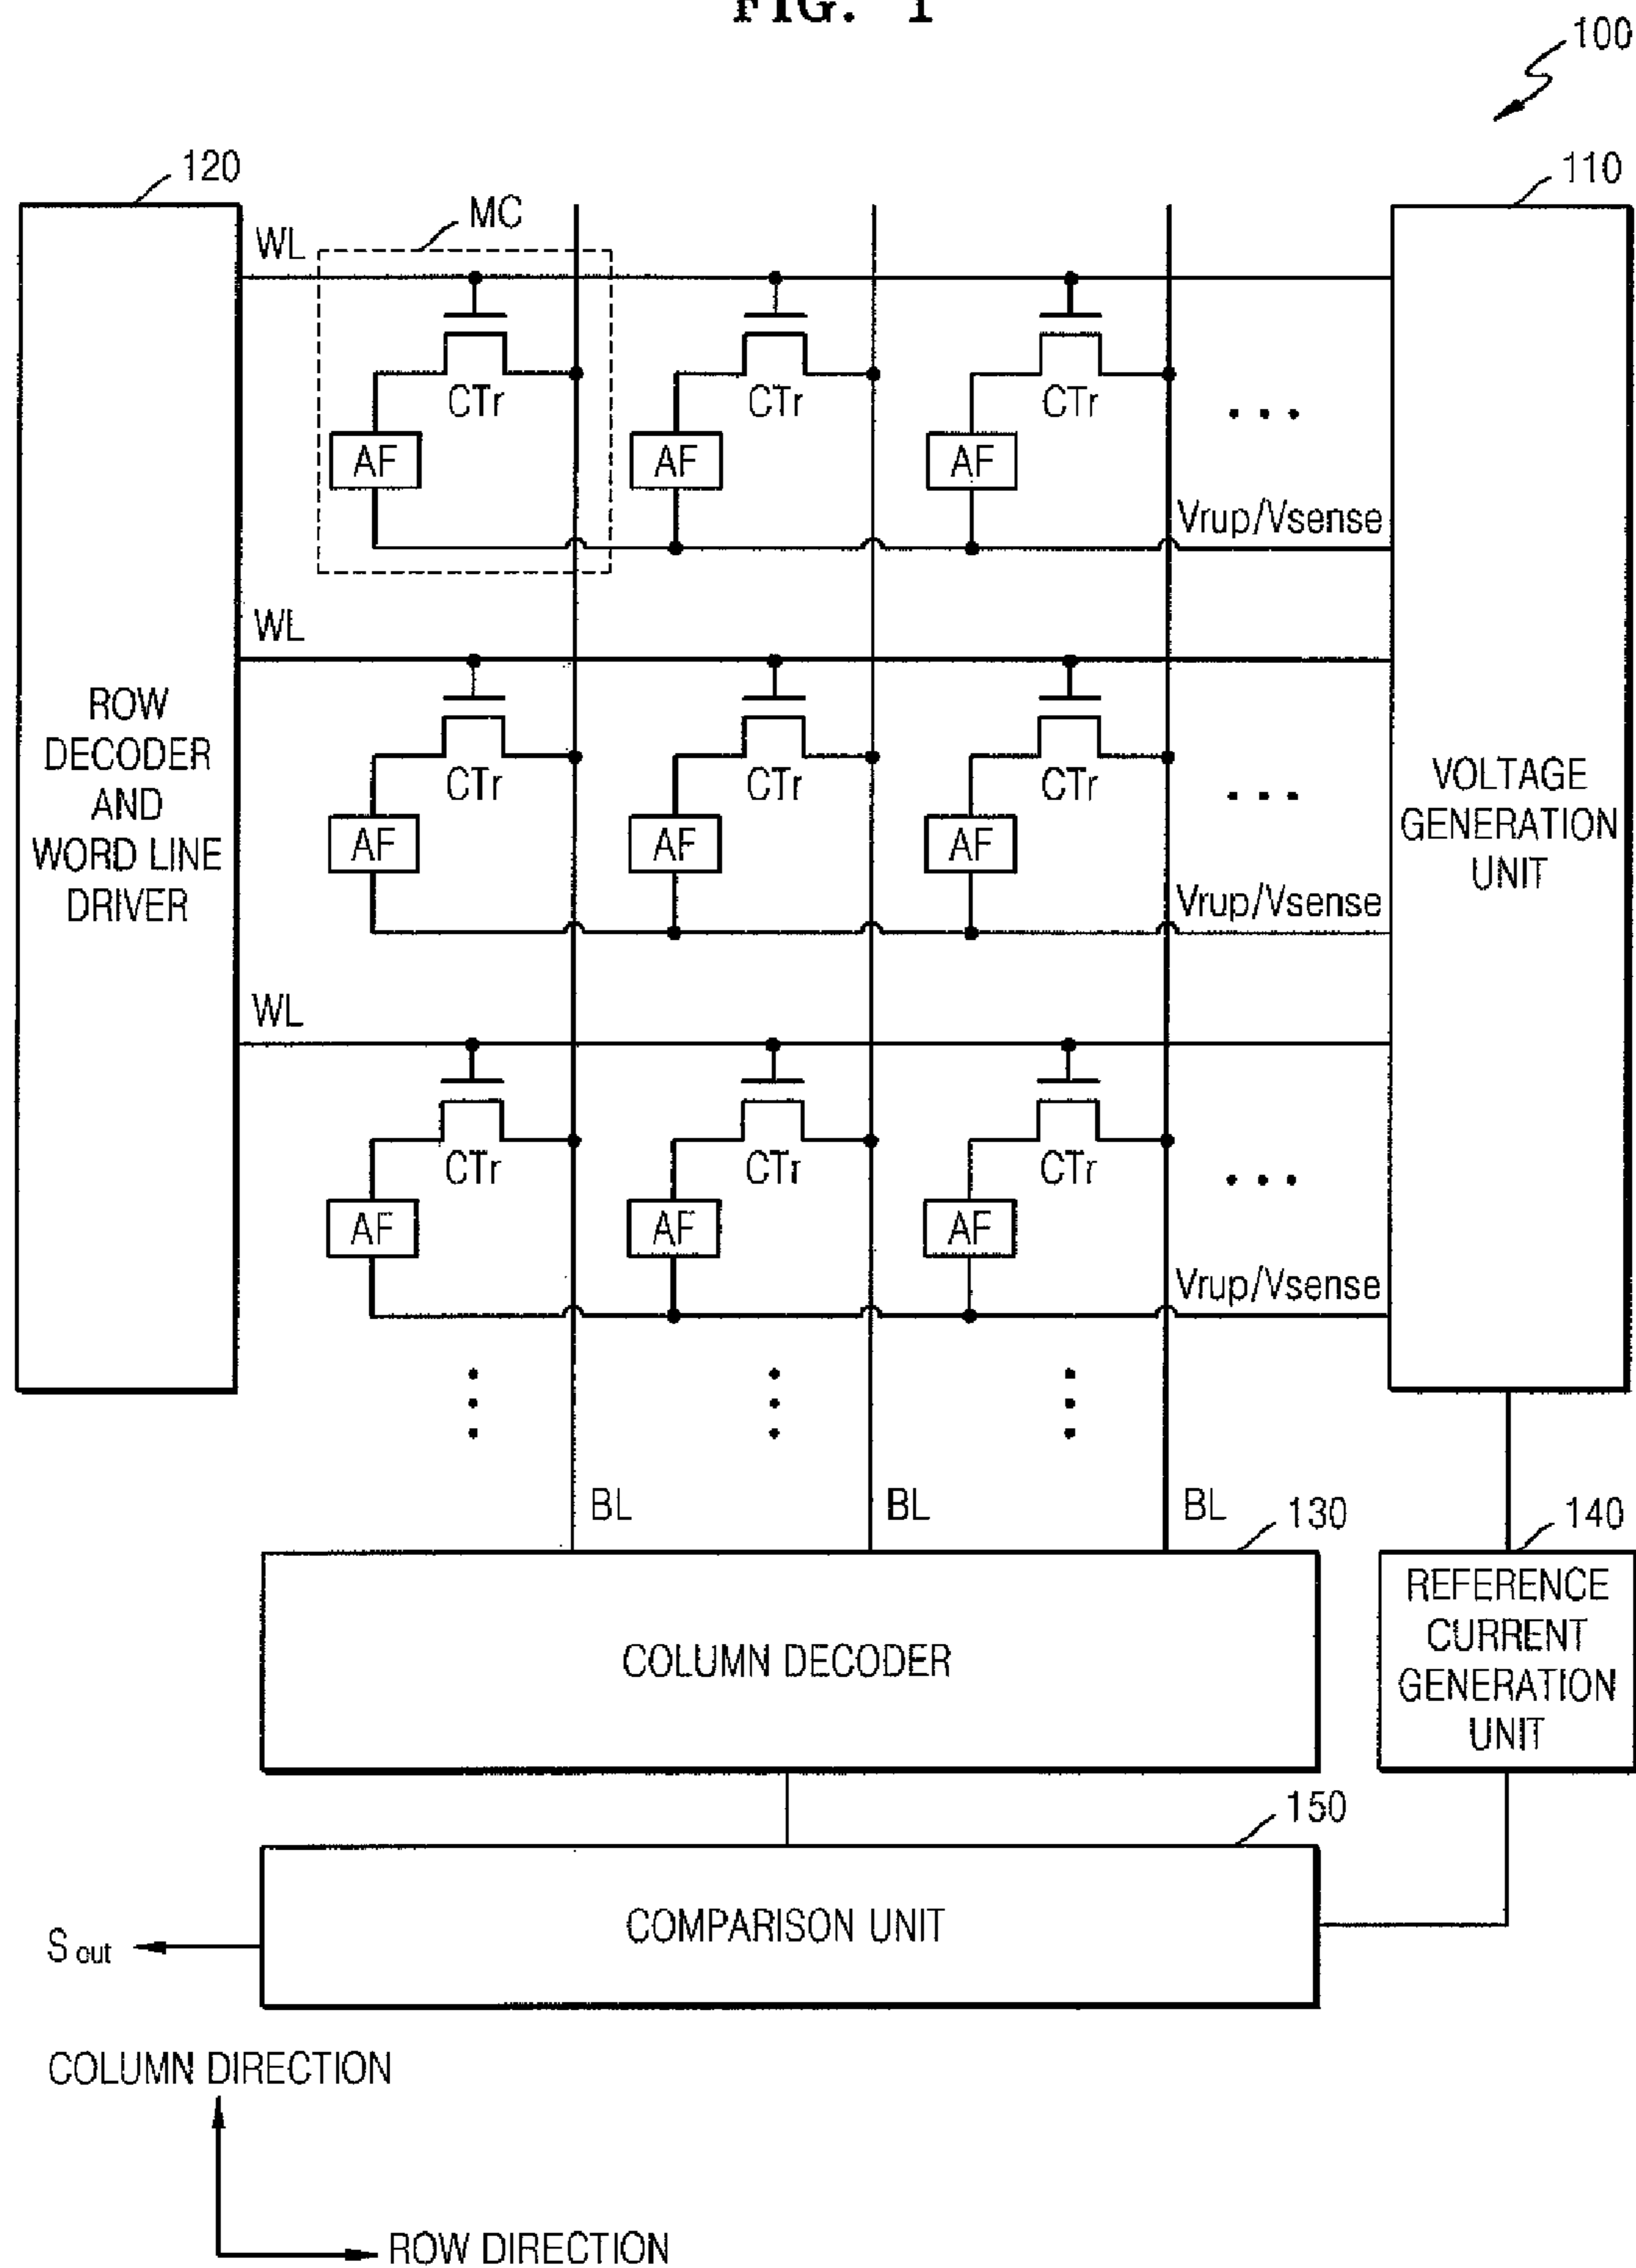 FIG. 1
100
120
110
MC
WL
CTr
CTr
CTr
AF
AF
AF
Vrup/Vsense
WL
CTr
CTr
CTr
AF
AF
AF
Vrup/Vsense
ROW
DECODER
AND
WORD LINE
DRIVER
VOLTAGE
GENERATION
UNIT
WL
CTr
CTr
CTr
AF
AF
AF
Vrup/Vsense
BL
BL
BL
130
140
COLUMN DECODER
REFERENCE
CURRENT
GENERATION
UNIT
150
COMPARISON UNIT
Sout
COLUMN DIRECTION
ROW DIRECTION